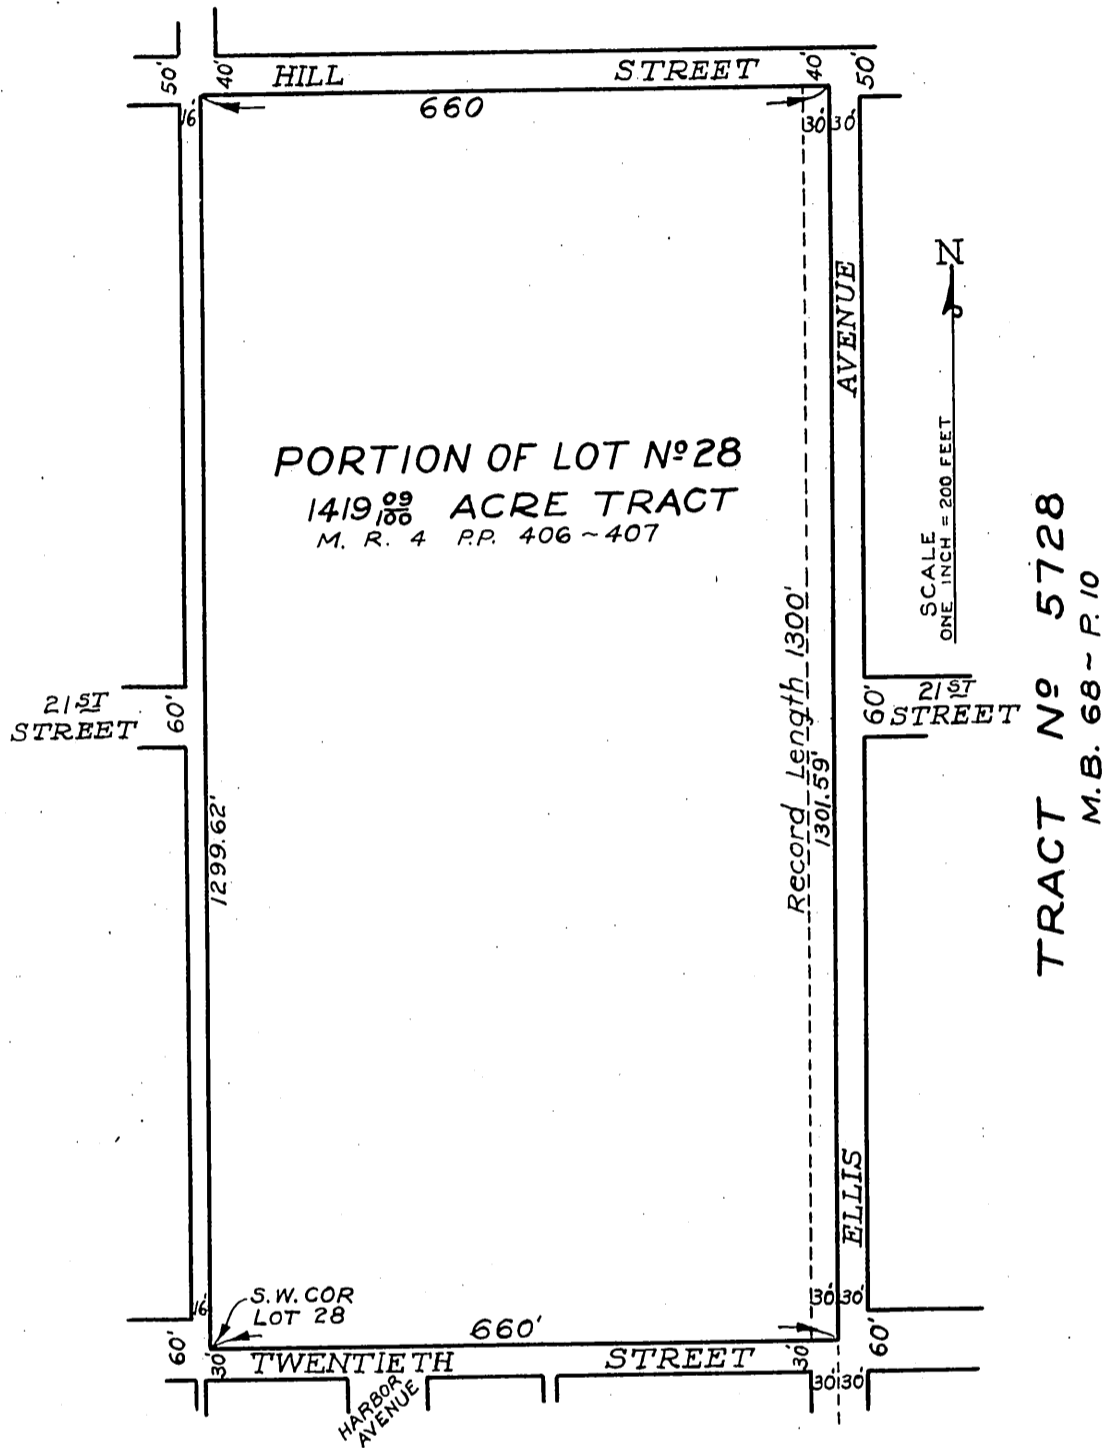 50'
40'
HILL STREET
40'
50'
660
16'
30' 30'
N
AVENUE
PORTION OF LOT Nº 28
1419 09/100 ACRE TRACT
M. R. 4 P.P. 406 ~ 407
SCALE
ONE INCH = 200 FEET
TRACT Nº 5728
M.B. 68 ~ P. 10
21ST
STREET
60'
60'
21ST
STREET
Record Length 1300'
1301.59'
1299.62'
ELLIS
16'
S.W. COR
LOT 28
30' 30'
660'
60'
30'
TWENTIETH STREET
30'
60'
30' 30'
HARBOR
AVENUE